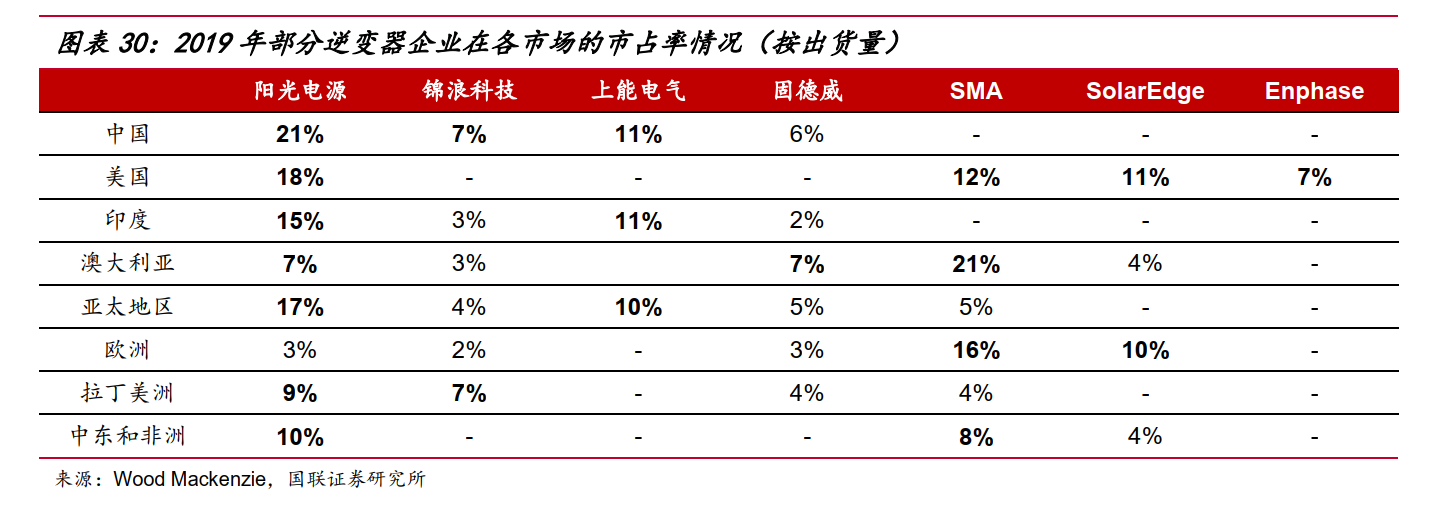 图表 30：2019 年部分逆变器企业在各市场的市占率情况（按出货量）
阳光电源 锦浪科技 上能电气 固德威 SMA SolarEdge Enphase
中国 21% 7% 11% 6% - - -
美国 18% - - - 12% 11% 7%
印度 15% 3% 11% 2% - - -
澳大利亚 7% 3% 7% 21% 4% -
亚太地区 17% 4% 10% 5% 5% - -
欧洲 3% 2% - 3% 16% 10% -
拉丁美洲 9% 7% - 4% 4% - -
中东和非洲 10% - - - 8% 4% -
来源：Wood Mackenzie，国联证券研究所